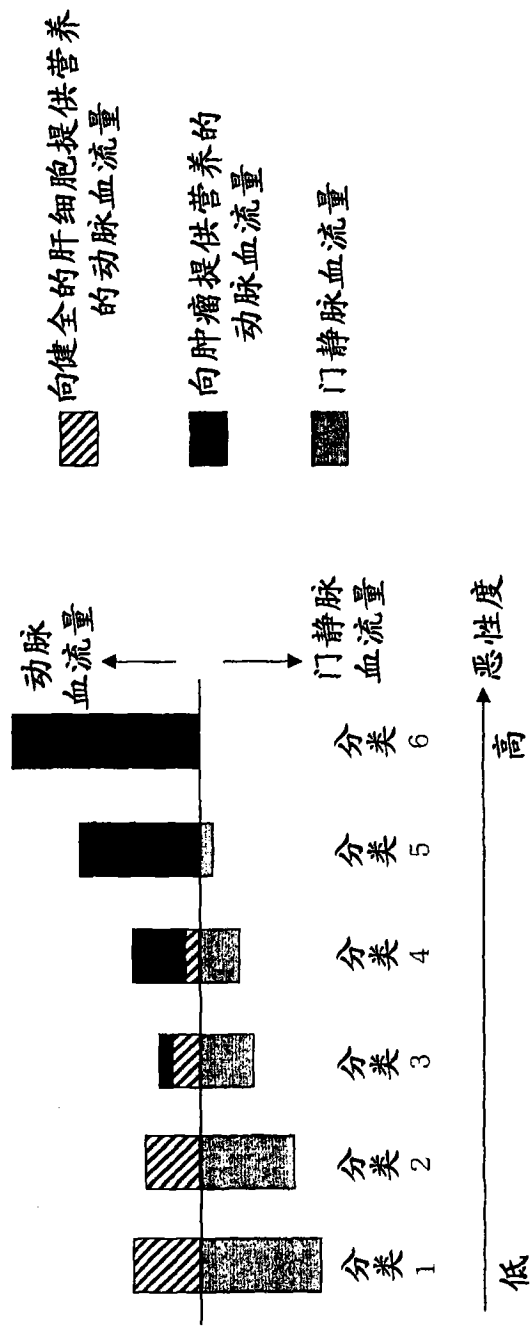 向健全的肝细胞提供营养
的动脉血流量
向肿瘤提供营养的
动脉血流量
门静脉血流量
动脉
血流量
门静脉
血流量
分类
1
分类
2
分类
3
分类
4
分类
5
分类
6
低
高
恶性度